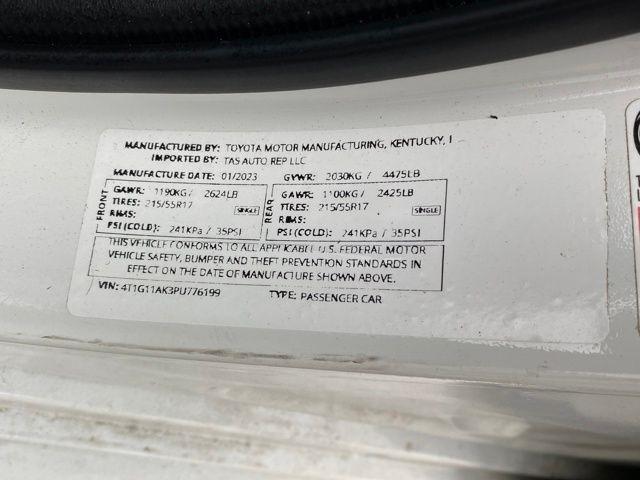 MANUFACTURED BY: TOYOTA MOTOR MANUFACTURING, KENTUCKY, I
IMPORTED BY: TAS AUTO REP LLC
MANUFACTURE DATE: 01/2023 GVWR: 2030KG / 4475LB
FRONT
GAWR: 1190KG / 2624LB
TIRES: 215/55R17 SINGLE
RIMS:
PSI(COLD): 241KPa / 35PSI
REAR
GAWR: 1100KG / 2425LB
TIRES: 215/55R17 SINGLE
RIMS:
PSI(COLD): 241KPa / 35PSI
THIS VEHICLE CONFORMS TO ALL APPLICABLE U.S. FEDERAL MOTOR
VEHICLE SAFETY, BUMPER AND THEFT PREVENTION STANDARDS IN
EFFECT ON THE DATE OF MANUFACTURE SHOWN ABOVE.
VIN: 4T1G11AK3PU776199 TYPE: PASSENGER CAR